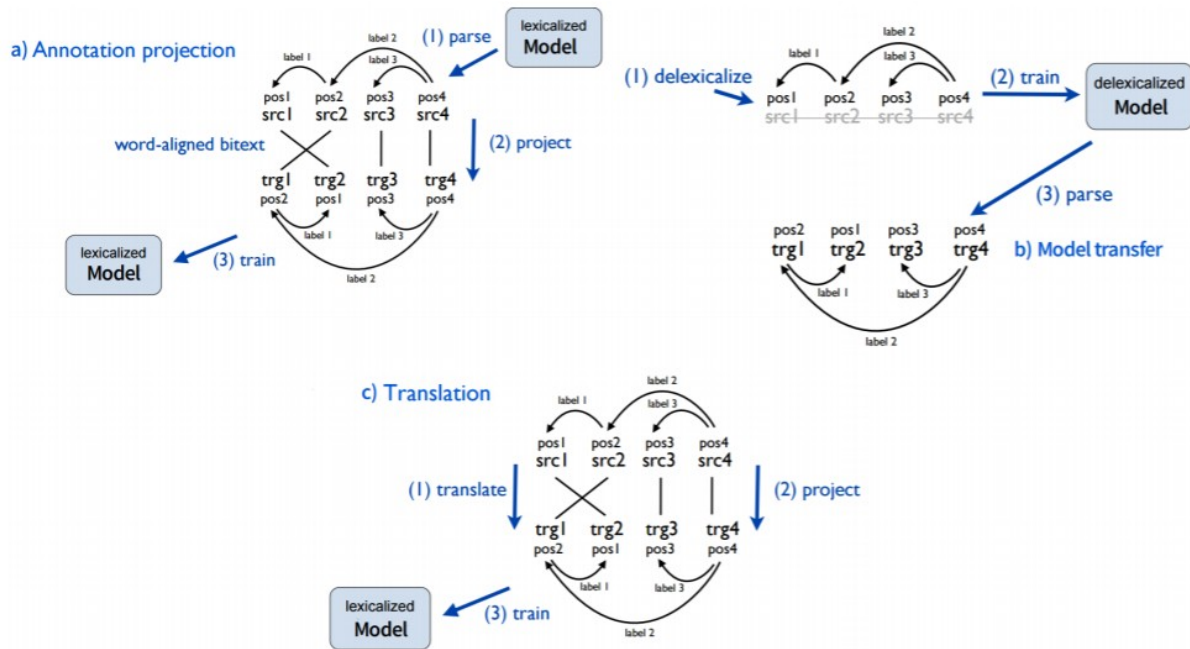 a) Annotation projection
(1) parse
lexicalized
Model
label 2
label 1
label 3
pos1 pos2 pos3 pos4
src1 src2 src3 src4
word-aligned bitext
(2) project
trg1 trg2 trg3 trg4
pos2 pos1 pos3 pos4
label 1
label 3
label 2
lexicalized
Model
(3) train
label 2
label 1
label 3
(1) delexicalize
pos1 pos2 pos3 pos4
src1 src2 src3 src4
(2) train
delexicalized
Model
(3) parse
pos2 pos1 pos3 pos4
trg1 trg2 trg3 trg4
b) Model transfer
label 1
label 3
label 2
c) Translation
label 2
label 1
label 3
pos1 pos2 pos3 pos4
src1 src2 src3 src4
(1) translate
(2) project
trg1 trg2 trg3 trg4
pos2 pos1 pos3 pos4
label 1
label 3
label 2
lexicalized
Model
(3) train